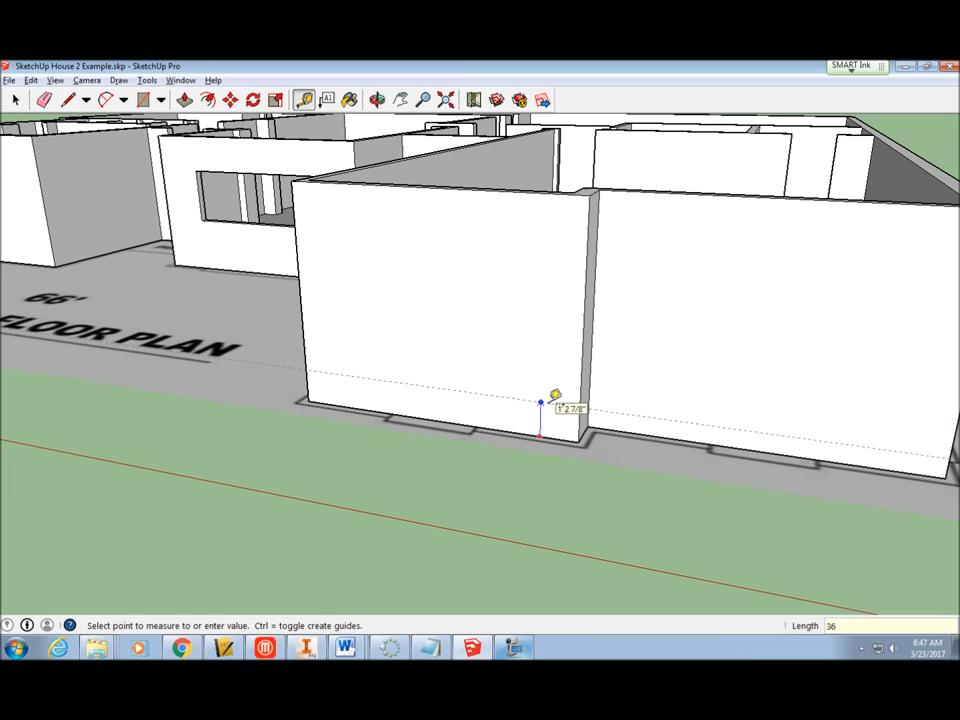 SketchUp House 2 Example.skp - SketchUp Pro
SMART Ink
File Edit View Camera Draw Tools Window Help
A1
66'
FLOOR PLAN
1' 2 7/8"
Select point to measure to or enter value. Ctrl = toggle create guides.
Length 36
8:47 AM
3/23/2017